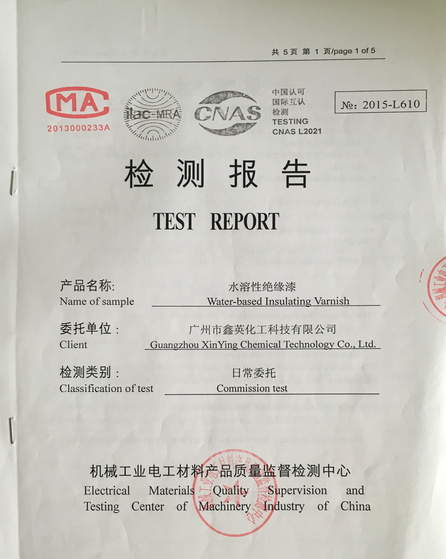 共 5 页 第 1 页/page 1 of 5
MA
2013000233A
ilac-MRA
CNAS
中国认可
国际互认
检测
TESTING
CNAS L2021
№: 2015-L610
检测报告
TEST REPORT
产品名称: 水溶性绝缘漆
Name of sample Water-based Insulating Varnish
委托单位: 广州市鑫英化工科技有限公司
Client Guangzhou XinYing Chemical Technology Co., Ltd.
检测类别: 日常委托
Classification of test Commission test
机械工业电工材料产品质量监督检测中心
Electrical Materials Quality Supervision and
Testing Center of Machinery Industry of China